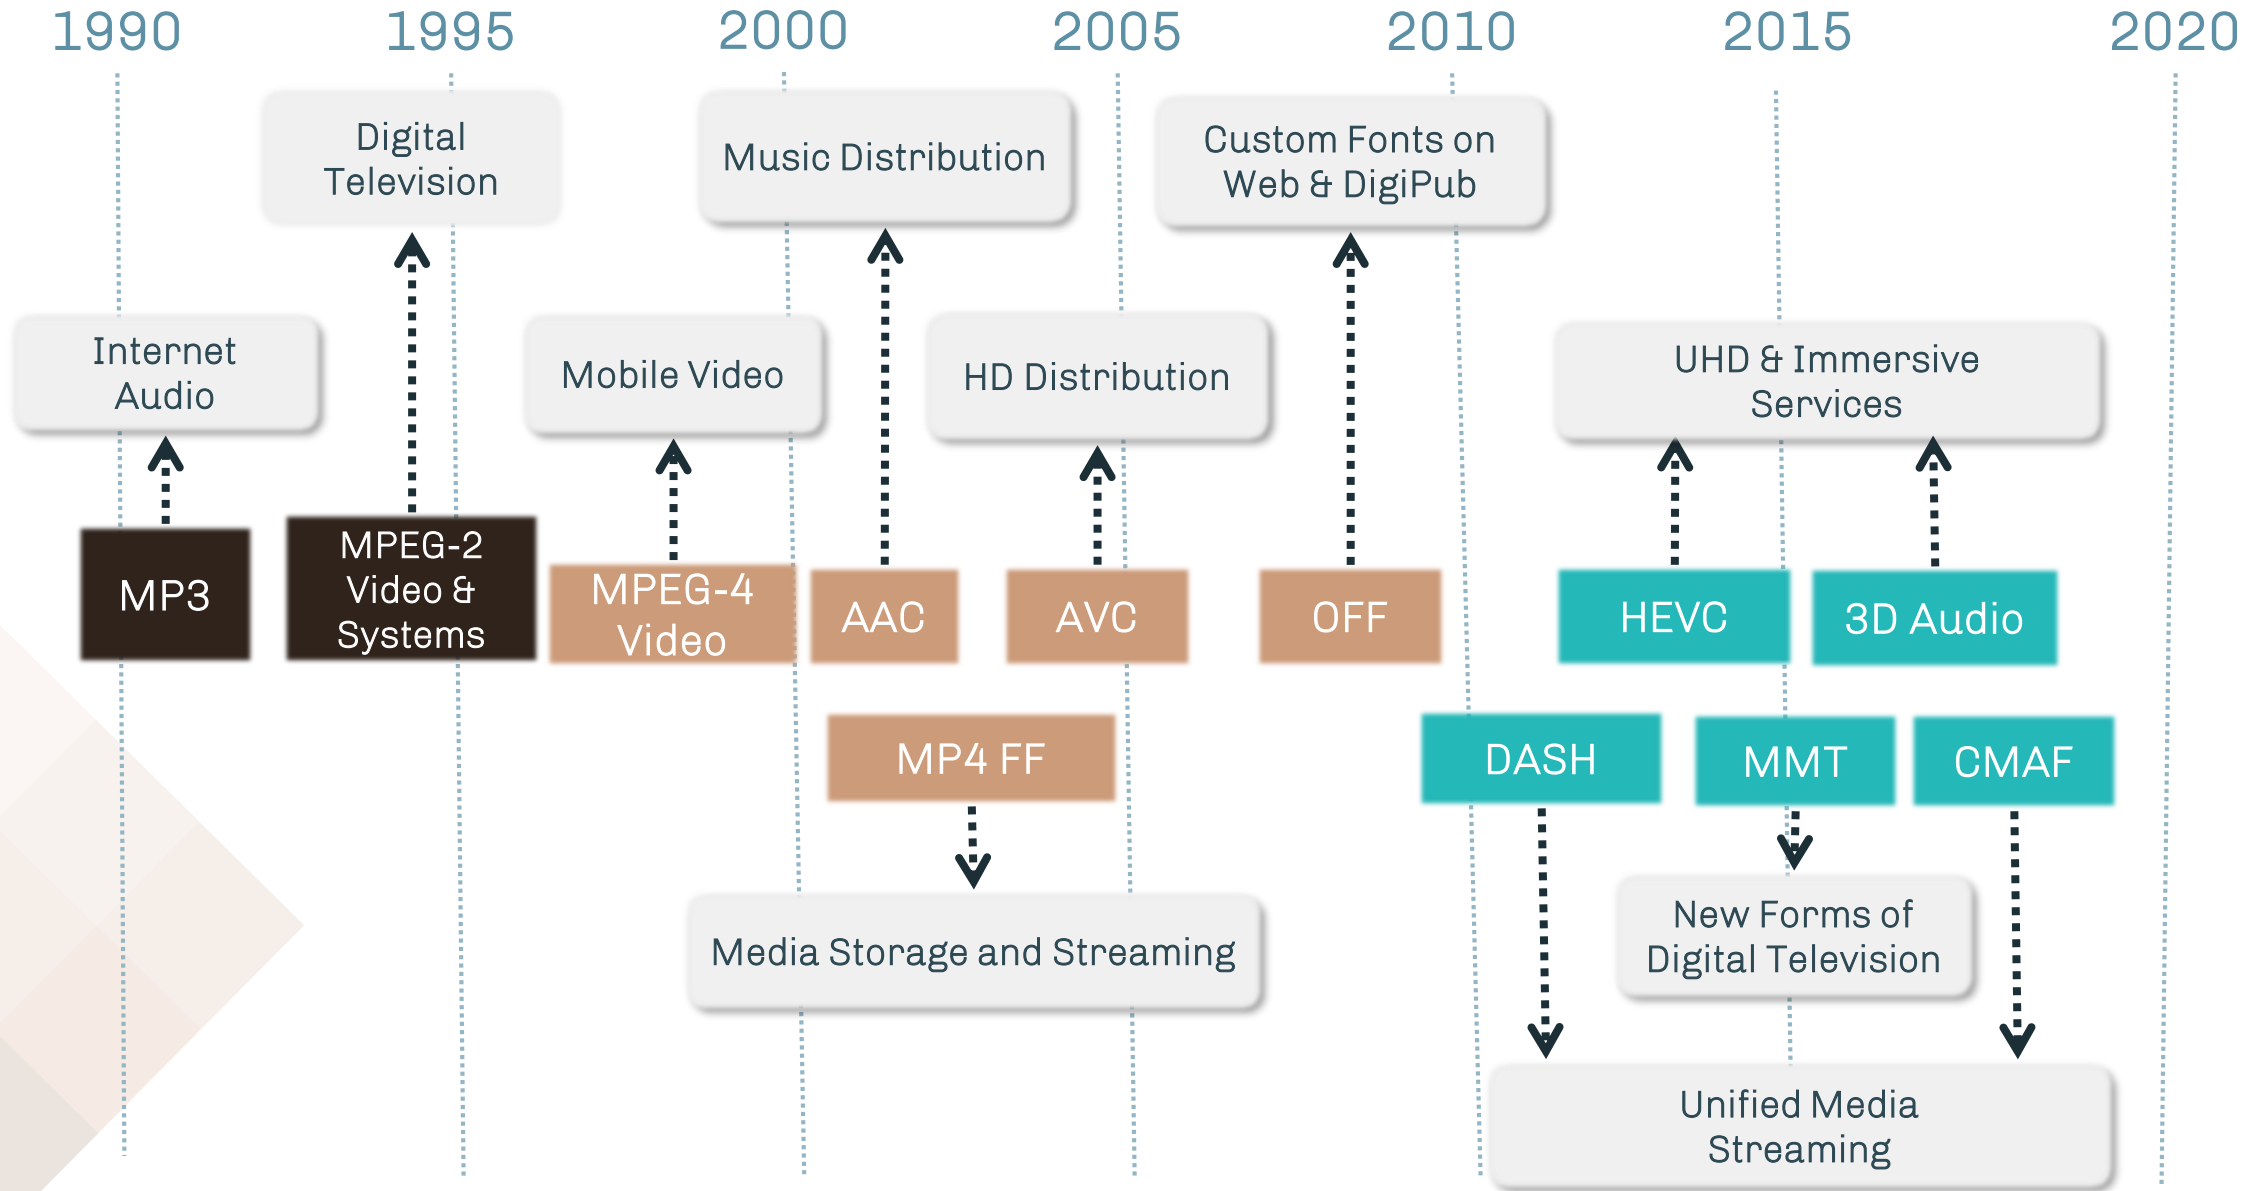 1990
1995
2000
2005
2010
2015
2020
Digital
Television
Music Distribution
Custom Fonts on
Web & DigiPub
Internet
Audio
Mobile Video
HD Distribution
UHD & Immersive
Services
MP3
MPEG-2
Video &
Systems
MPEG-4
Video
AAC
AVC
OFF
HEVC
3D Audio
MP4 FF
DASH
MMT
CMAF
Media Storage and Streaming
New Forms of
Digital Television
Unified Media
Streaming